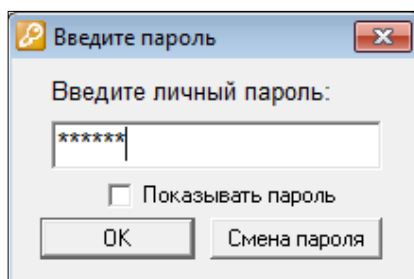 Введите пароль
Введите личный пароль:
******
Показывать пароль
OK
Смена пароля